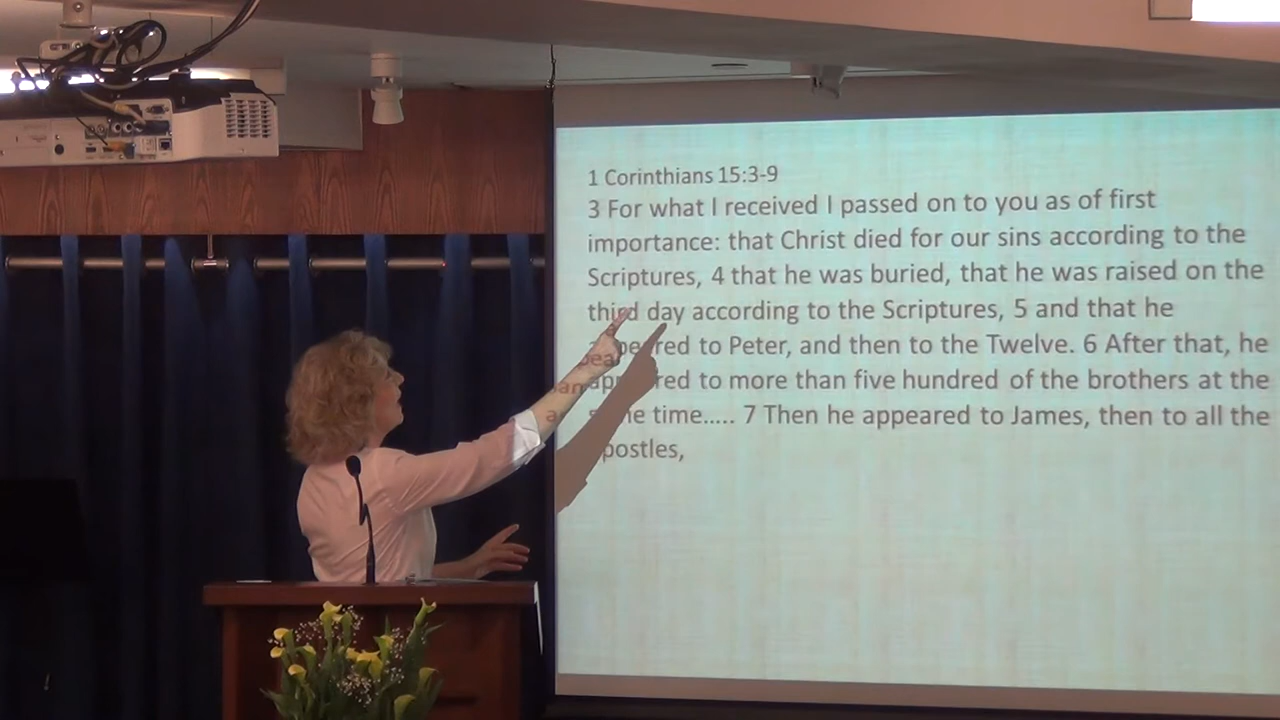 1 Corinthians 15:3-9
3 For what I received I passed on to you as of first
importance: that Christ died for our sins according to the
Scriptures, 4 that he was buried, that he was raised on the
third day according to the Scriptures, 5 and that he
appeared to Peter, and then to the Twelve. 6 After that, he
appeared to more than five hundred of the brothers at the
same time..... 7 Then he appeared to James, then to all the
apostles,